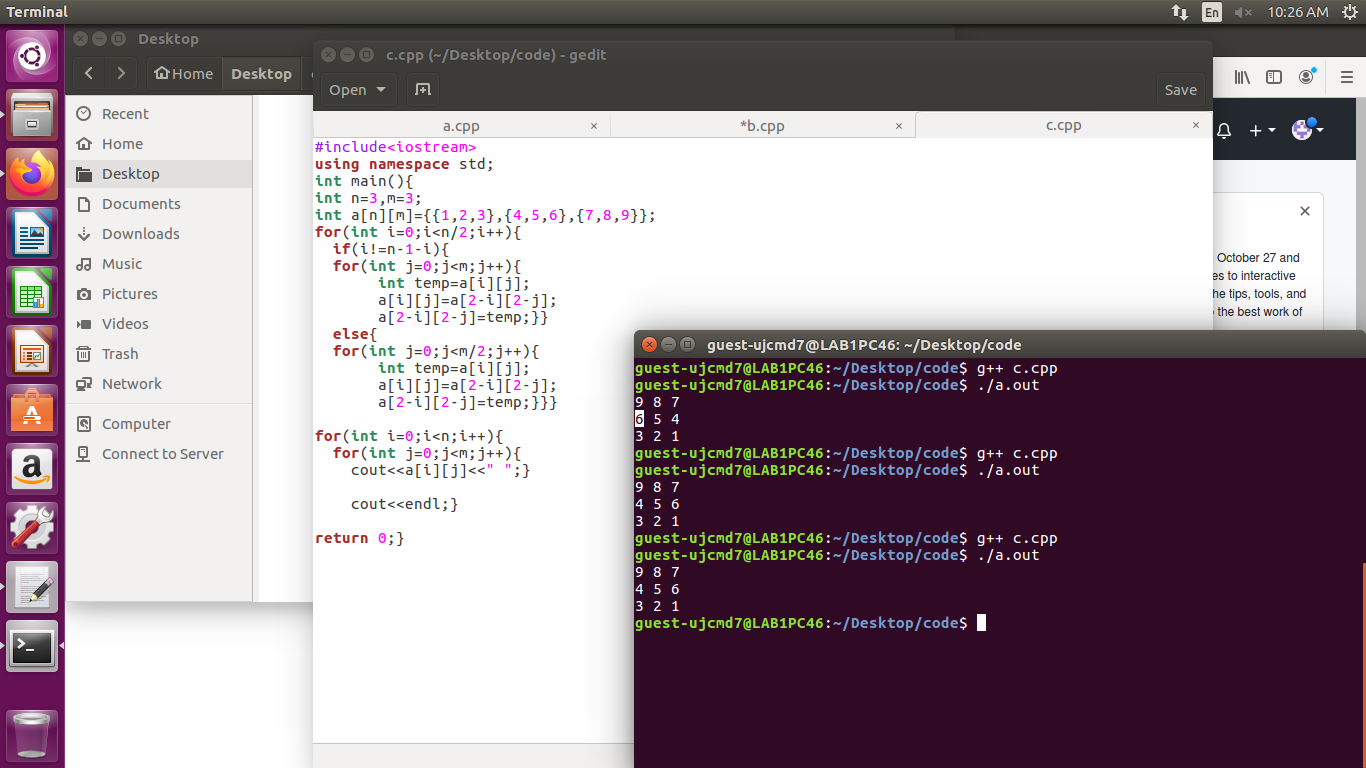 Terminal
En
10:26 AM
Desktop
Home
Desktop
Recent
Home
Desktop
Documents
Downloads
Music
Pictures
Videos
Trash
Network
Computer
Connect to Server
c.cpp (~/Desktop/code) - gedit
Open
Save
a.cpp × *b.cpp × c.cpp ×
#include<iostream>
using namespace std;
int main(){
int n=3,m=3;
int a[n][m]={{1,2,3},{4,5,6},{7,8,9}};
for(int i=0;i<n/2;i++){
  if(i!=n-1-i){
  for(int j=0;j<m;j++){
       int temp=a[i][j];
       a[i][j]=a[2-i][2-j];
       a[2-i][2-j]=temp;}}
  else{
  for(int j=0;j<m/2;j++){
       int temp=a[i][j];
       a[i][j]=a[2-i][2-j];
       a[2-i][2-j]=temp;}}}
for(int i=0;i<n;i++){
  for(int j=0;j<m;j++){
    cout<<a[i][j]<<" ";}
    cout<<endl;}
return 0;}
October 27 and
es to interactive
he tips, tools, and
the best work of
guest-ujcmd7@LAB1PC46: ~/Desktop/code
guest-ujcmd7@LAB1PC46:~/Desktop/code$ g++ c.cpp
guest-ujcmd7@LAB1PC46:~/Desktop/code$ ./a.out
9 8 7
6 5 4
3 2 1
guest-ujcmd7@LAB1PC46:~/Desktop/code$ g++ c.cpp
guest-ujcmd7@LAB1PC46:~/Desktop/code$ ./a.out
9 8 7
4 5 6
3 2 1
guest-ujcmd7@LAB1PC46:~/Desktop/code$ g++ c.cpp
guest-ujcmd7@LAB1PC46:~/Desktop/code$ ./a.out
9 8 7
4 5 6
3 2 1
guest-ujcmd7@LAB1PC46:~/Desktop/code$